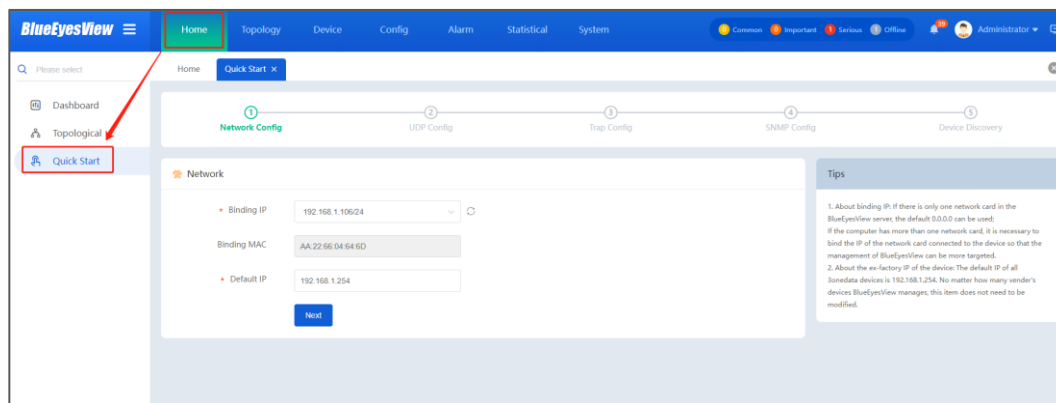 BlueEyesView
Home Topology Device Config Alarm Statistical System
0 Common 0 Important 1 Serious 1 Offline 39 Administrator
Please select
Home Quick Start ×
Dashboard
Topological
Quick Start
1 2 3 4 5
Network Config UDP Config Trap Config SNMP Config Device Discovery
Network
* Binding IP 192.168.1.106/24
Binding MAC AA:22:66:04:64:6D
* Default IP 192.168.1.254
Next
Tips
1. About binding IP: If there is only one network card in the
BlueEyesView server, the default 0.0.0.0 can be used;
If the computer has more than one network card, it is necessary to
bind the IP of the network card connected to the device so that the
management of BlueEyesView can be more targeted.
2. About the ex-factory IP of the device: The default IP of all
3onedata devices is 192.168.1.254. No matter how many vender's
devices BlueEyesView manages, this item does not need to be
modified.